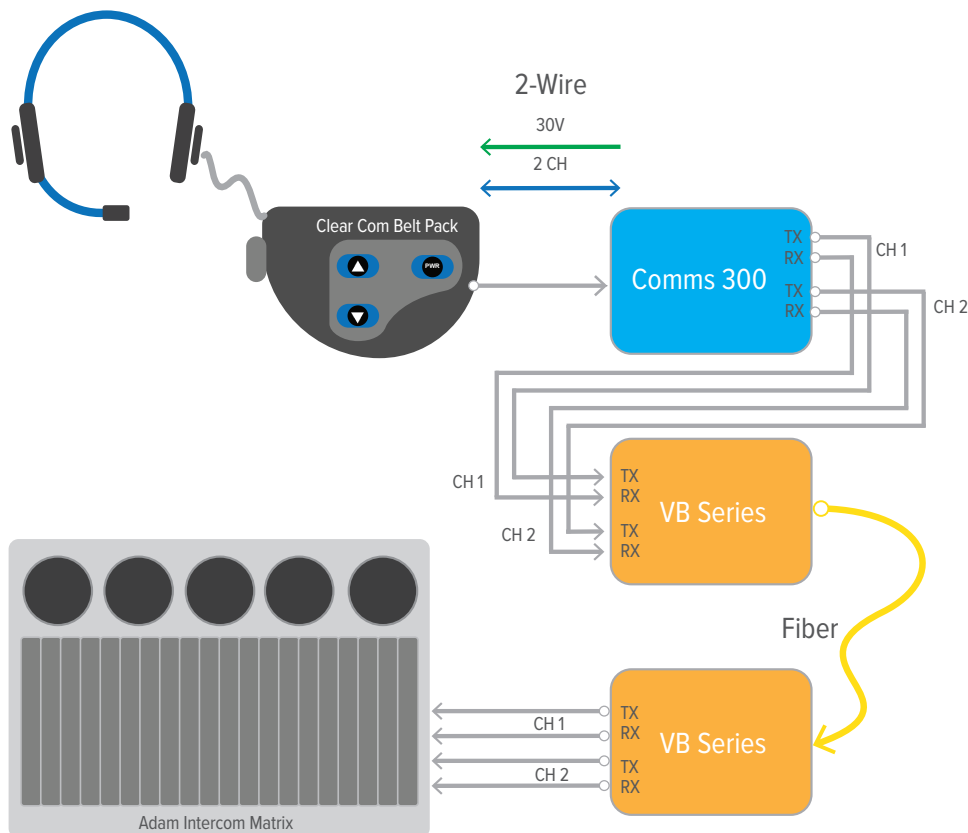 2-Wire
30V
2 CH
Clear Com Belt Pack
PWR
Comms 300
TX
RX
TX
RX
CH 1
CH 2
CH 1
CH 2
TX
RX
TX
RX
VB Series
Fiber
TX
RX
TX
RX
VB Series
CH 1
CH 2
Adam Intercom Matrix